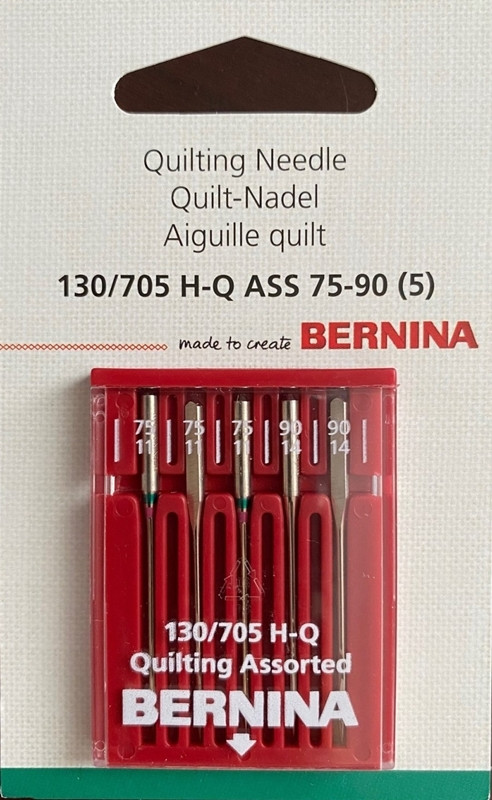 Quilting Needle
Quilt-Nadel
Aiguille quilt
130/705 H-Q ASS 75-90 (5)
made to create BERNINA
75 75 75 90 90
11 11 11 14 14
130/705 H-Q
Quilting Assorted
BERNINA